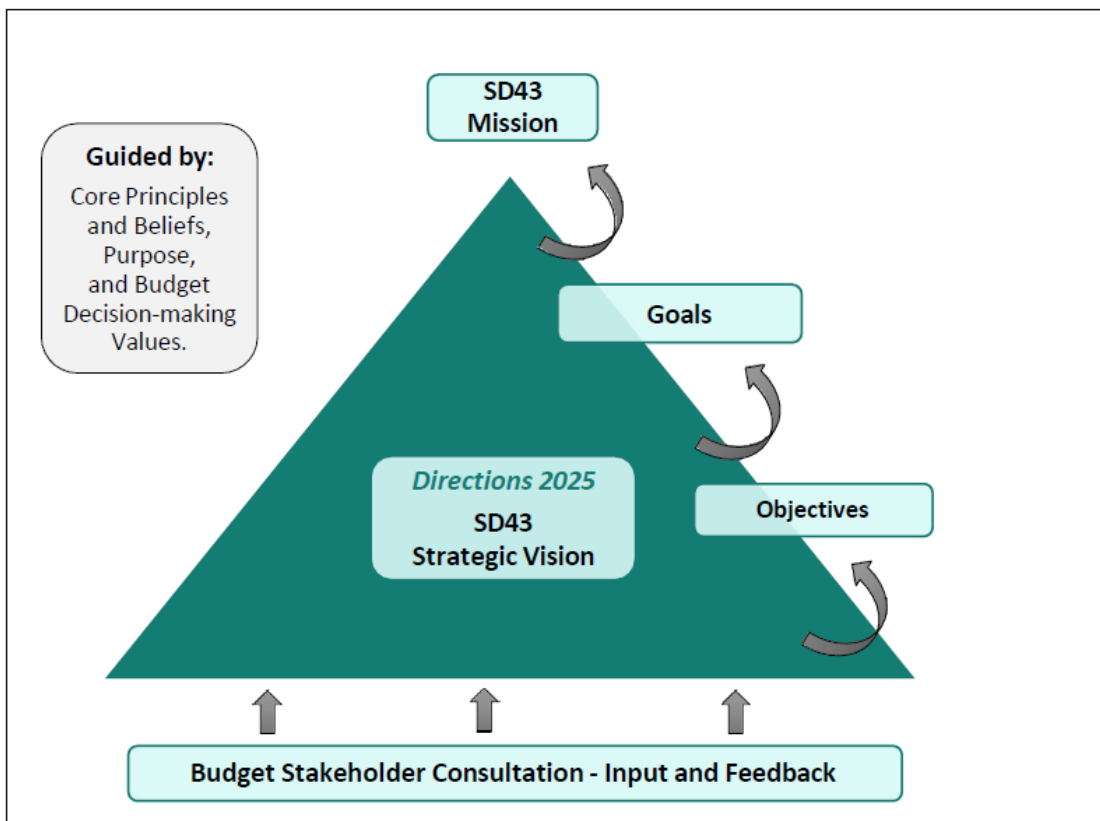 SD43
Mission
Guided by:
Core Principles
and Beliefs,
Purpose,
and Budget
Decision-making
Values.
Goals
Directions 2025
SD43
Strategic Vision
Objectives
Budget Stakeholder Consultation - Input and Feedback